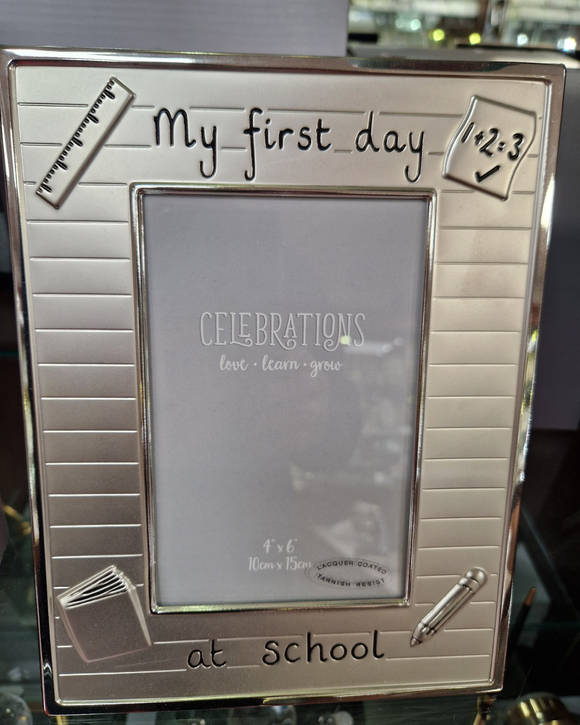 My first day
1+2=3
CELEBRATIONS
love · learn · grow
4" x 6"
10cm x 15cm
LACQUER COATED
TARNISH RESIST
at school